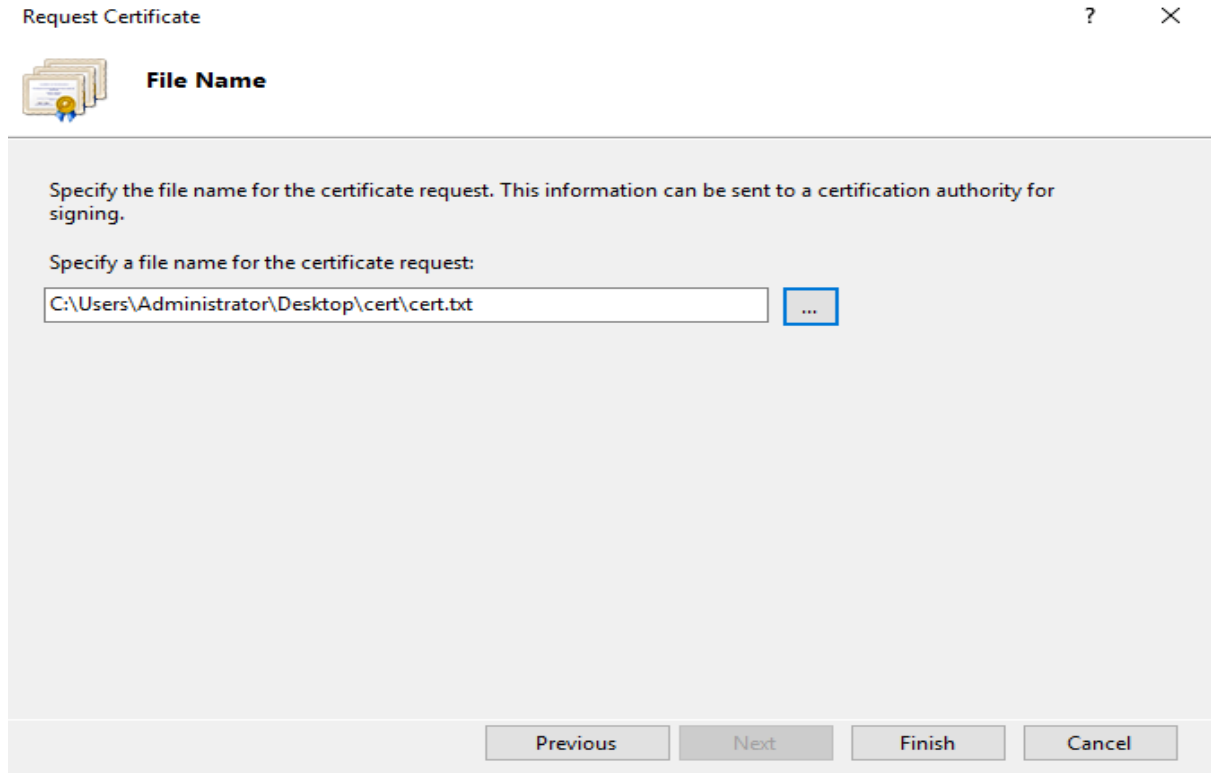 Request Certificate
?
File Name
Specify the file name for the certificate request. This information can be sent to a certification authority for
signing.
Specify a file name for the certificate request:
C:\Users\Administrator\Desktop\cert\cert.txt
...
Previous
Next
Finish
Cancel